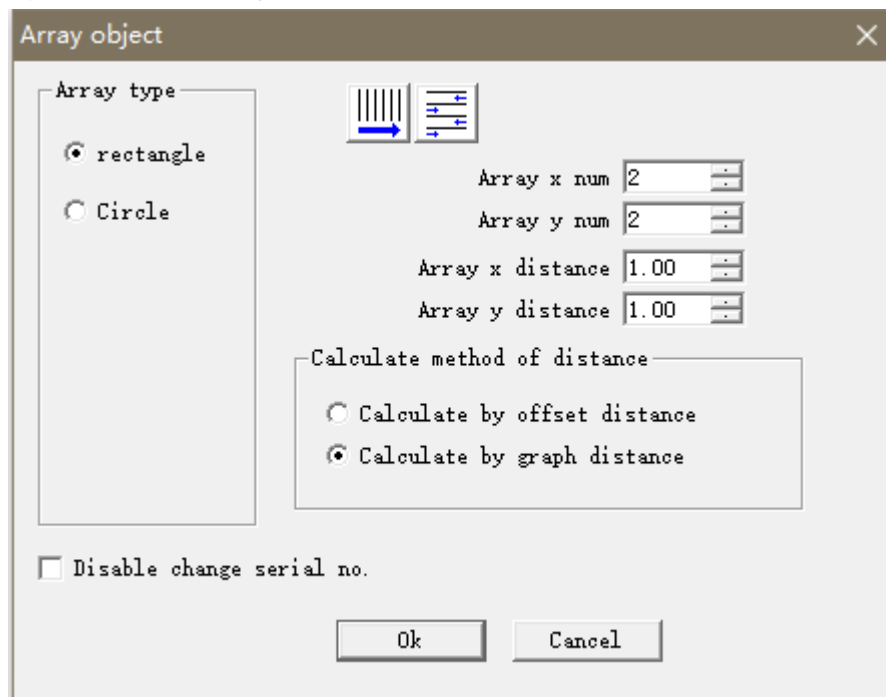 Array object
Array type
rectangle
Circle
Array x num 2
Array y num 2
Array x distance 1.00
Array y distance 1.00
Calculate method of distance
Calculate by offset distance
Calculate by graph distance
Disable change serial no.
Ok Cancel